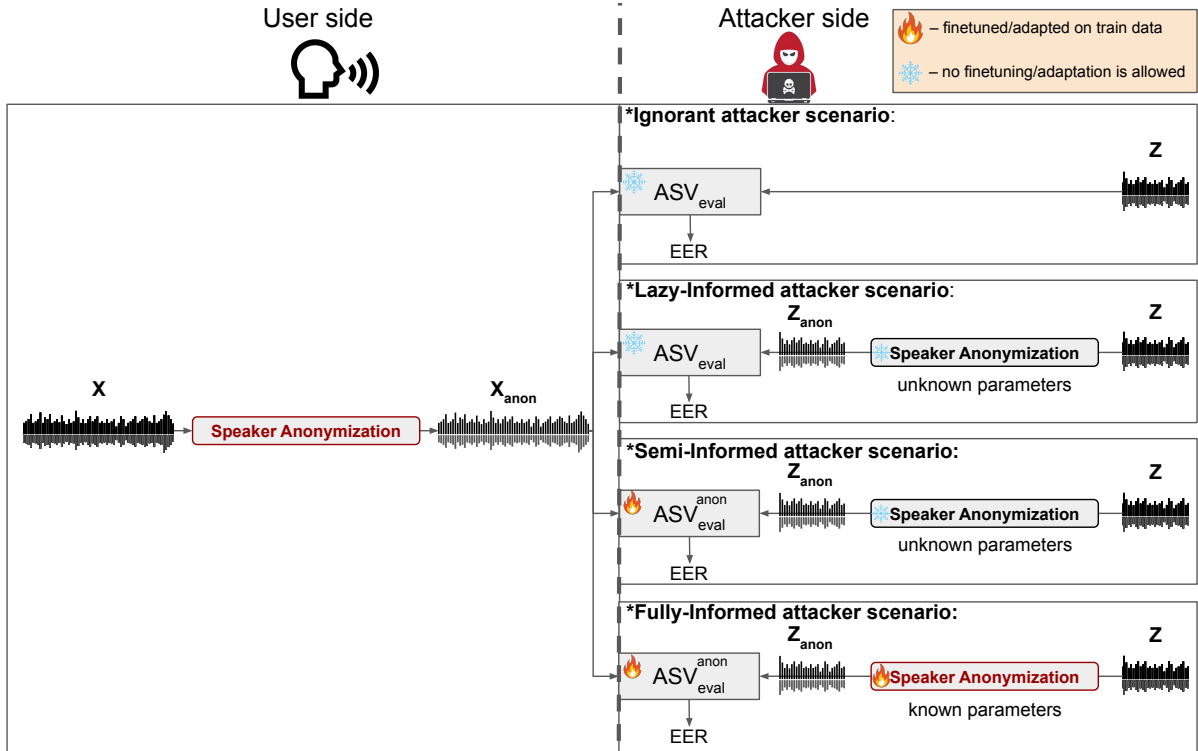 User side
Attacker side
– finetuned/adapted on train data
– no finetuning/adaptation is allowed
*Ignorant attacker scenario:
Z
ASVeval
EER
*Lazy-Informed attacker scenario:
Zanon
Z
ASVeval
Speaker Anonymization
unknown parameters
EER
X
Xanon
Speaker Anonymization
*Semi-Informed attacker scenario:
Zanon
Z
ASVanoneval
Speaker Anonymization
unknown parameters
EER
*Fully-Informed attacker scenario:
Zanon
Z
ASVanoneval
Speaker Anonymization
known parameters
EER